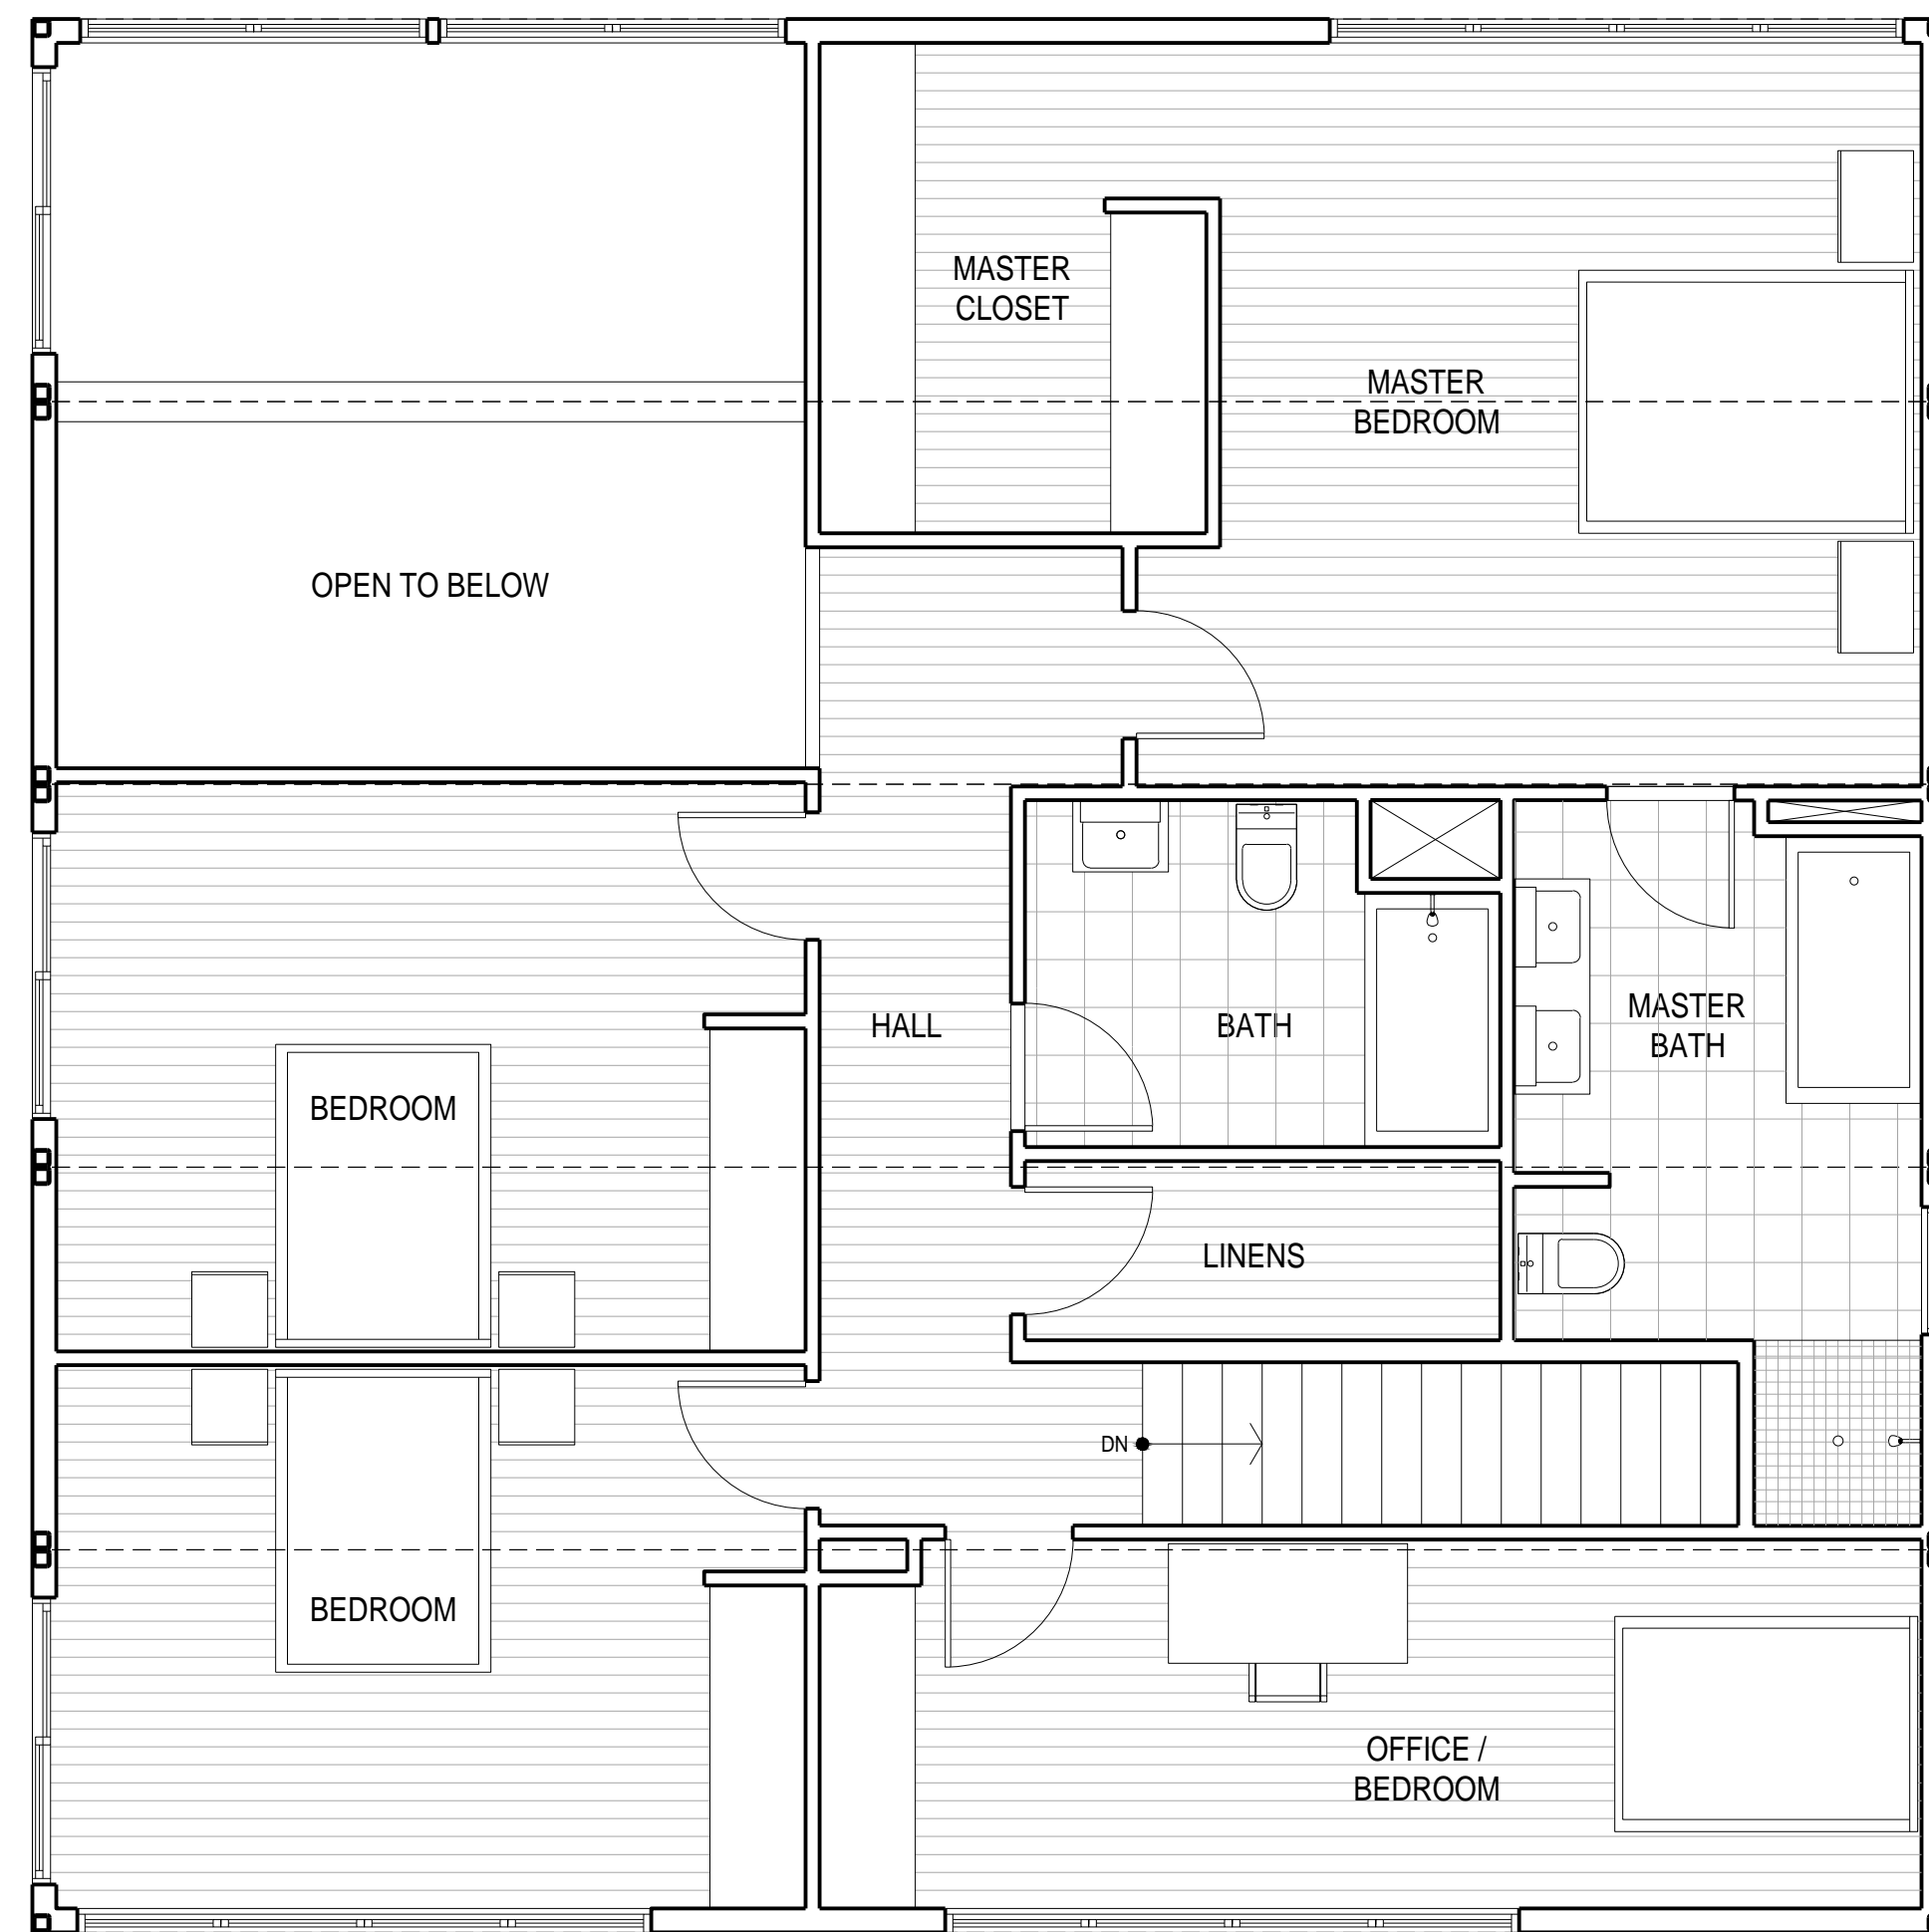 MASTER
CLOSET
MASTER
BEDROOM
OPEN TO BELOW
HALL
BATH
MASTER
BATH
BEDROOM
LINENS
DN
BEDROOM
OFFICE /
BEDROOM